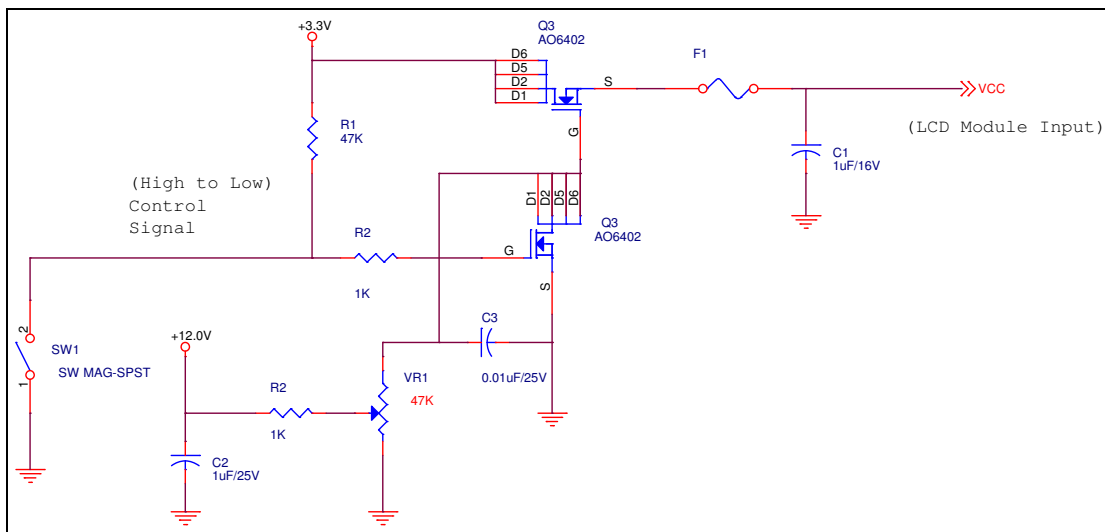 +3.3V
Q3
AO6402
D6
D5
D2
D1
S
G
F1
VCC
(LCD Module Input)
C1
1uF/16V
R1
47K
(High to Low)
Control
Signal
D1
D2
D5
D6
Q3
AO6402
G
S
R2
1K
2
1
SW1
SW MAG-SPST
+12.0V
C3
0.01uF/25V
R2
1K
VR1
47K
C2
1uF/25V